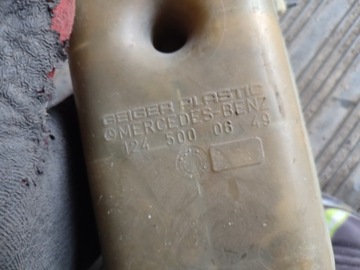 GEIGER PLASTIC
©MERCEDES-BENZ
124 500 06 49